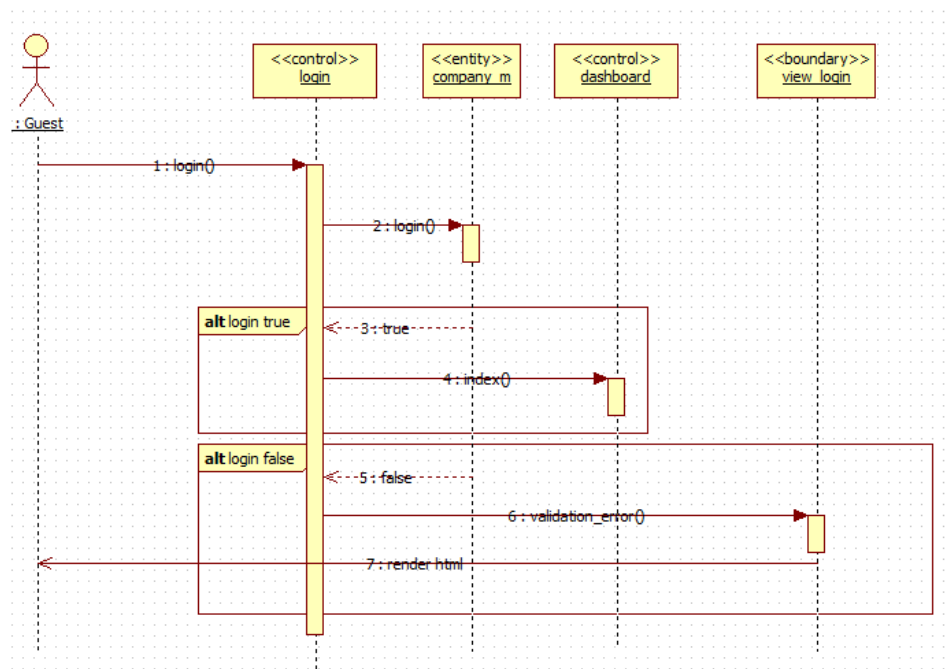 <<control>>
login
<<entity>>
company_m
<<control>>
dashboard
<<boundary>>
view_login
: Guest
1 : login()
2 : login()
alt login true
3 : true
4 : index()
alt login false
5 : false
6 : validation_error()
7 : render html